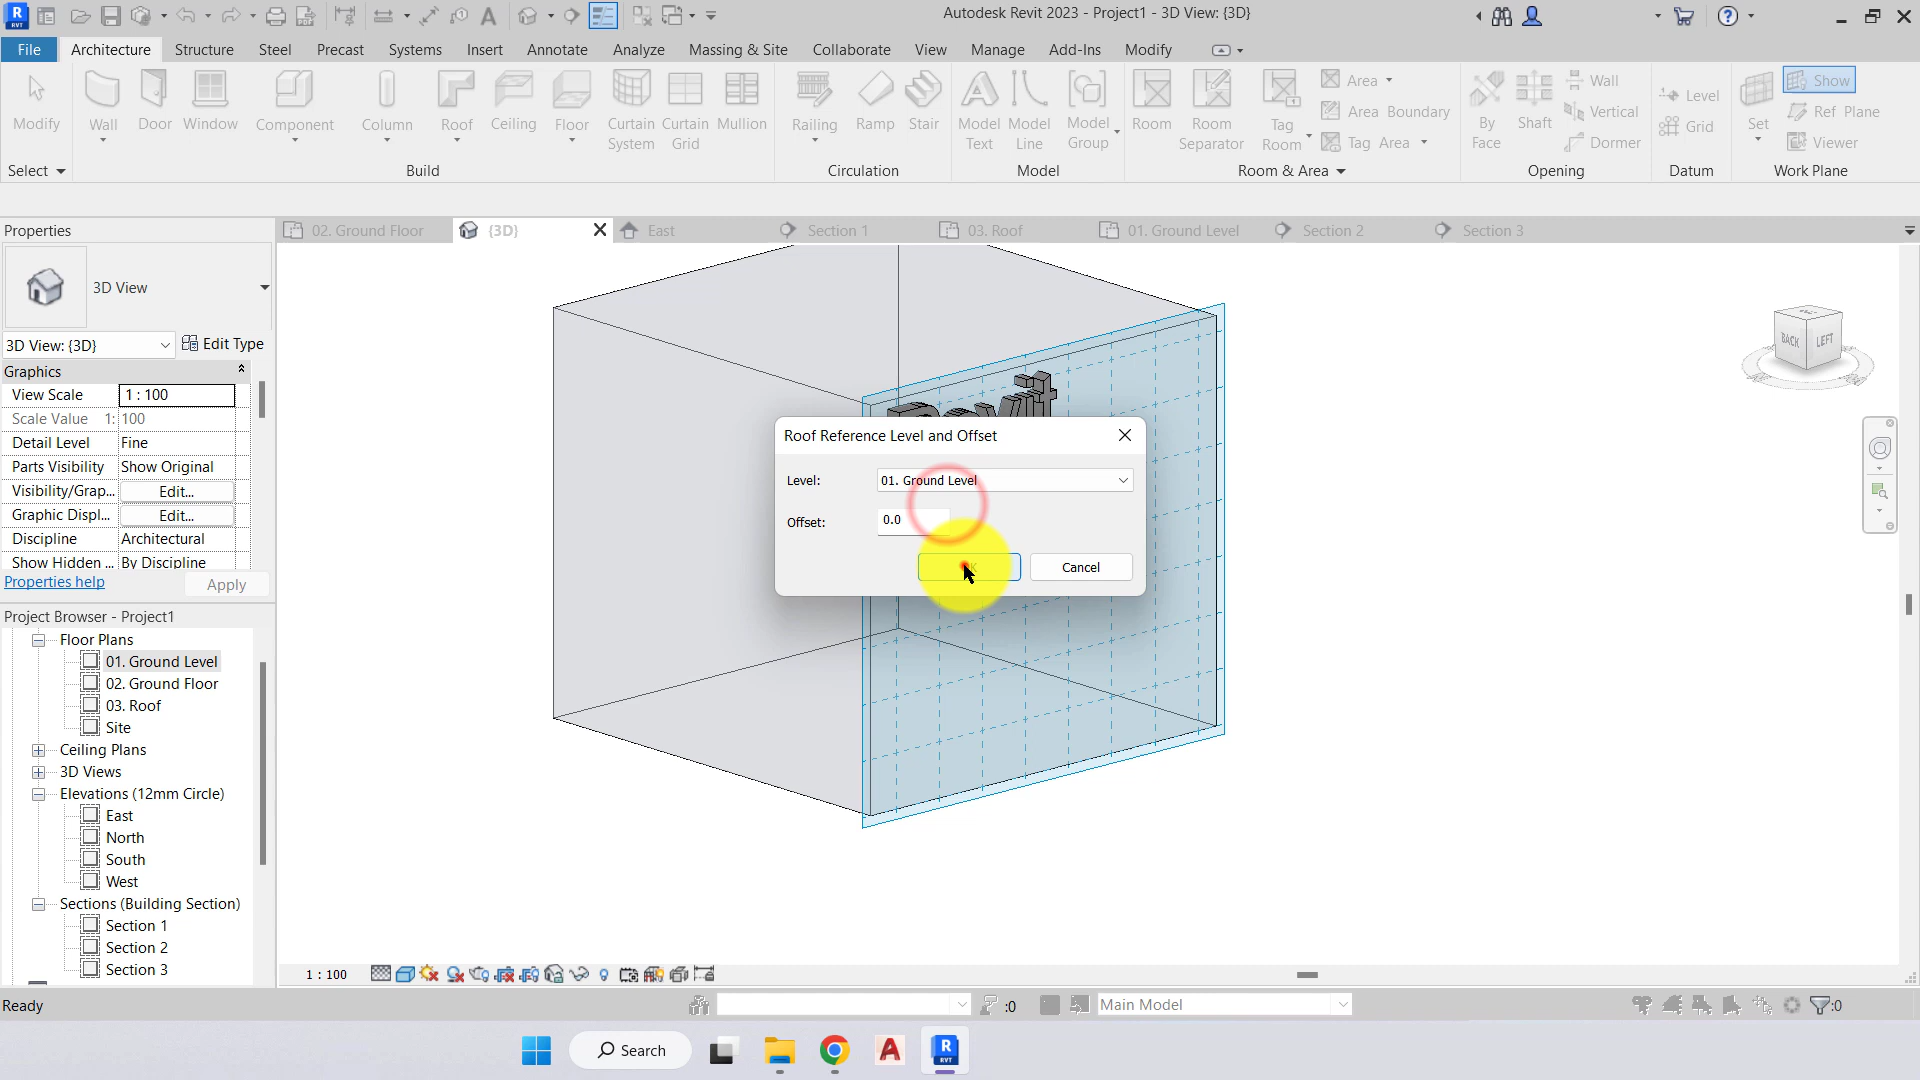 Autodesk Revit 2023 - Project1 - 3D View: {3D}
File Architecture Structure Steel Precast Systems Insert Annotate Analyze Massing & Site Collaborate View Manage Add-Ins Modify
Modify Wall Door Window Component Column Roof Ceiling Floor Curtain System Curtain Grid Mullion Railing Ramp Stair Model Text Model Line Model Group Room Room Separator Tag Room Area Area Boundary Tag Area By Face Shaft Wall Vertical Dormer Level Grid Set Show Ref Plane Viewer
Select Build Circulation Model Room & Area Opening Datum Work Plane
Properties
02. Ground Floor {3D} East Section 1 03. Roof 01. Ground Level Section 2 Section 3
3D View
3D View: {3D} Edit Type
Graphics
View Scale 1 : 100
Scale Value 1: 100
Detail Level Fine
Parts Visibility Show Original
Visibility/Grap... Edit...
Graphic Displ... Edit...
Discipline Architectural
Show Hidden ... By Discipline
Properties help Apply
Project Browser - Project1
Floor Plans
01. Ground Level
02. Ground Floor
03. Roof
Site
Ceiling Plans
3D Views
Elevations (12mm Circle)
East
North
South
West
Sections (Building Section)
Section 1
Section 2
Section 3
BACK LEFT
Revit
Roof Reference Level and Offset
Level: 01. Ground Level
Offset: 0.0
Cancel
1 : 100
Ready
:0
Main Model
:0
Search
R
RVT